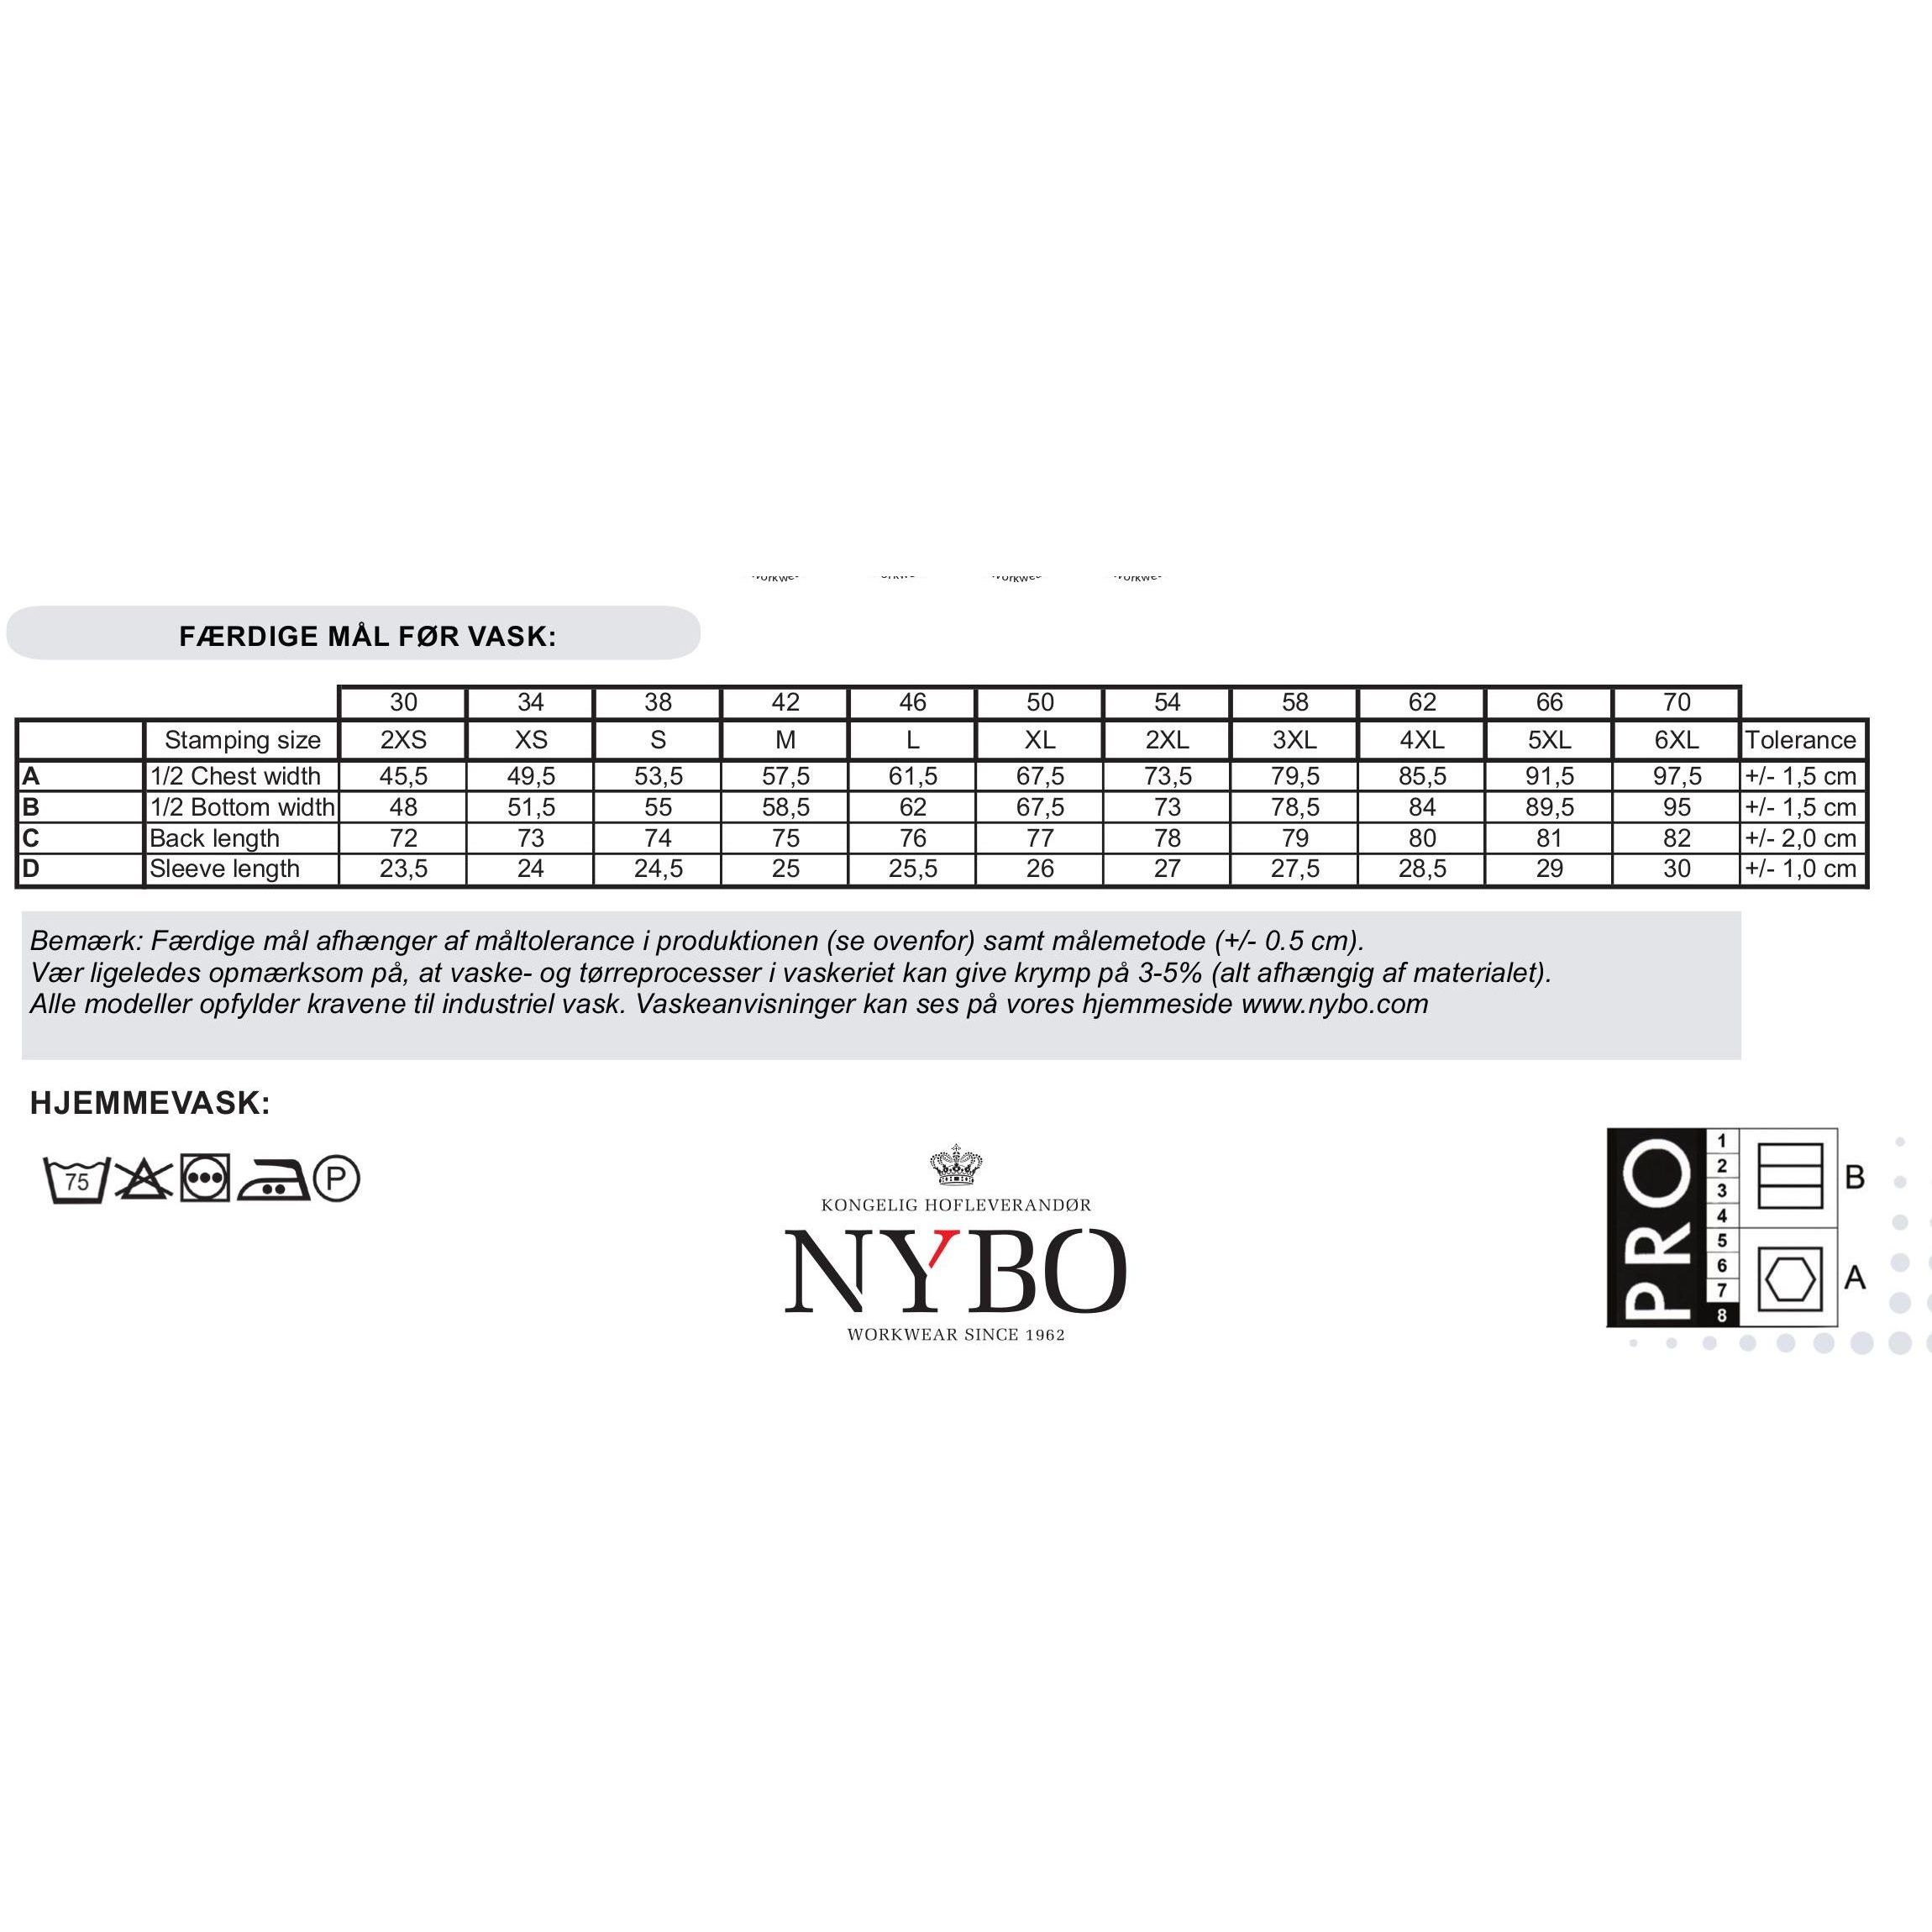 FÆRDIGE MÅL FØR VASK:
30 34 38 42 46 50 54 58 62 66 70
Stamping size 2XS XS S M L XL 2XL 3XL 4XL 5XL 6XL Tolerance
A 1/2 Chest width 45,5 49,5 53,5 57,5 61,5 67,5 73,5 79,5 85,5 91,5 97,5 +/- 1,5 cm
B 1/2 Bottom width 48 51,5 55 58,5 62 67,5 73 78,5 84 89,5 95 +/- 1,5 cm
C Back length 72 73 74 75 76 77 78 79 80 81 82 +/- 2,0 cm
D Sleeve length 23,5 24 24,5 25 25,5 26 27 27,5 28,5 29 30 +/- 1,0 cm
Bemærk: Færdige mål afhænger af måltolerance i produktionen (se ovenfor) samt målemetode (+/- 0.5 cm).
Vær ligeledes opmærksom på, at vaske- og tørreprocesser i vaskeriet kan give krymp på 3-5% (alt afhængig af materialet).
Alle modeller opfylder kravene til industriel vask. Vaskeanvisninger kan ses på vores hjemmeside www.nybo.com
HJEMMEVASK:
75
P
KONGELIG HOFLEVERANDØR
NYBO
WORKWEAR SINCE 1962
PRO
1
2
3
4
5
6
7
8
B
A